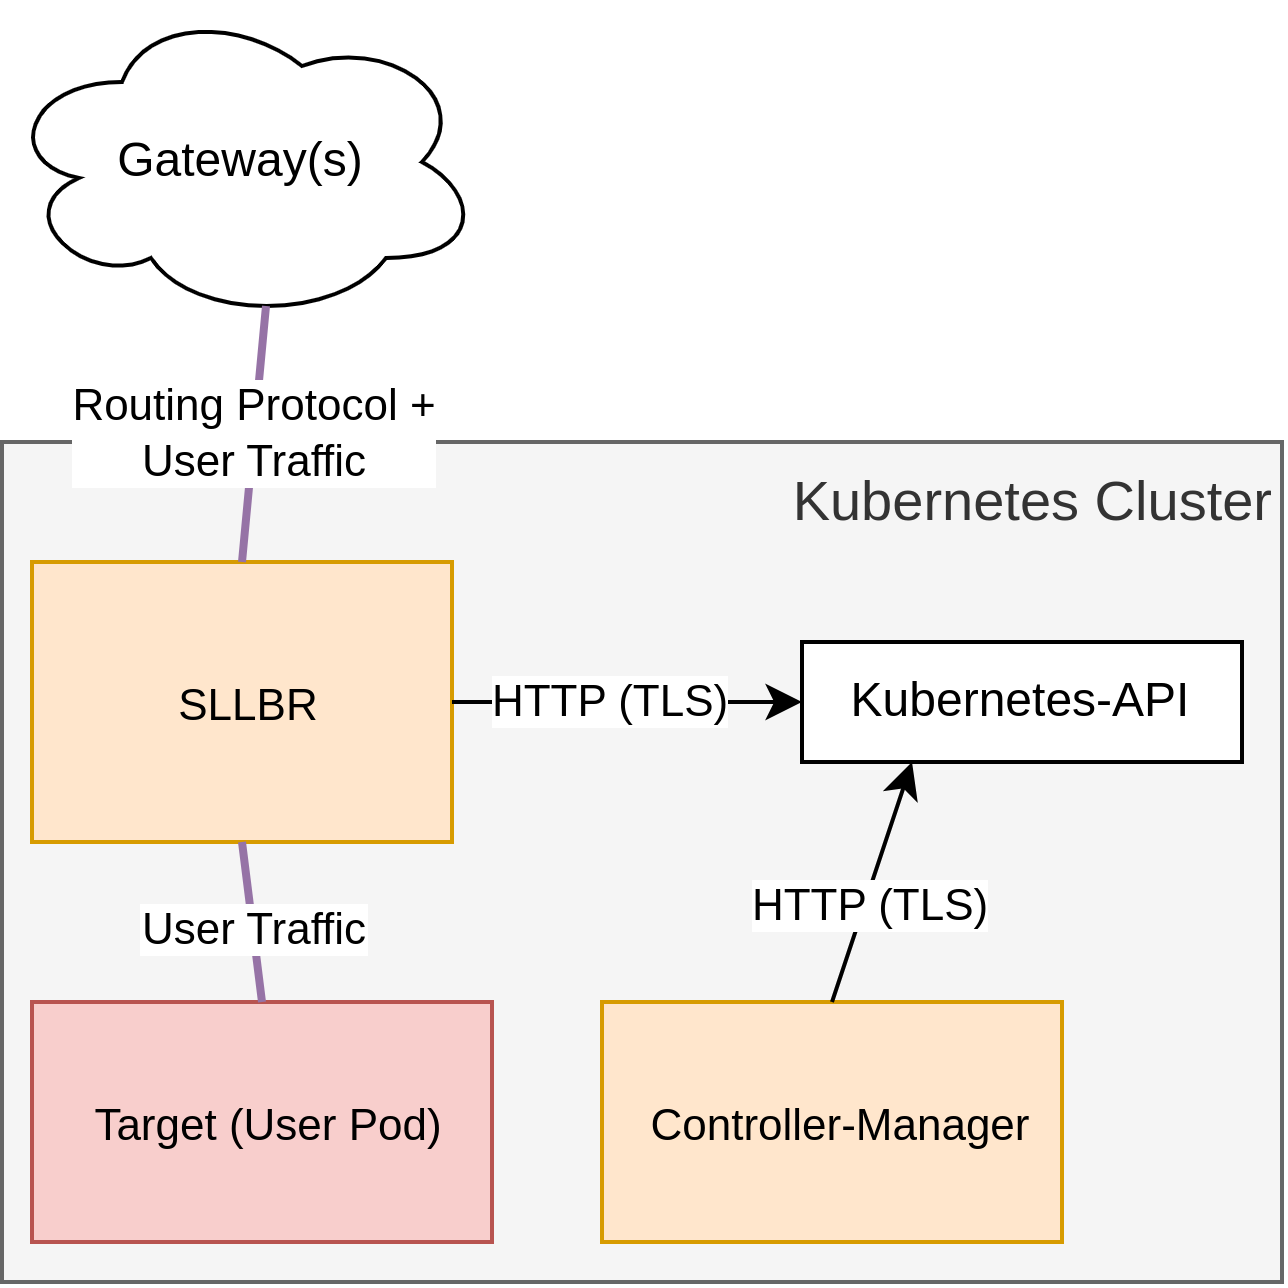 Gateway(s)
Routing Protocol +
User Traffic
Kubernetes Cluster
SLLBR
HTTP (TLS)
Kubernetes-API
User Traffic
HTTP (TLS)
Target (User Pod)
Controller-Manager